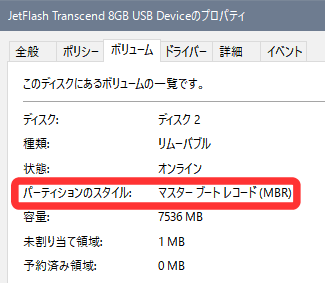 JetFlash Transcend 8GB USB Deviceのプロパティ
全般 ポリシー ボリューム ドライバー 詳細 イベント
このディスクにあるボリュームの一覧です。
ディスク: ディスク 2
種類: リムーバブル
状態: オンライン
パーティションのスタイル: マスター ブート レコード (MBR)
容量: 7536 MB
未割り当て領域: 1 MB
予約済み領域: 0 MB